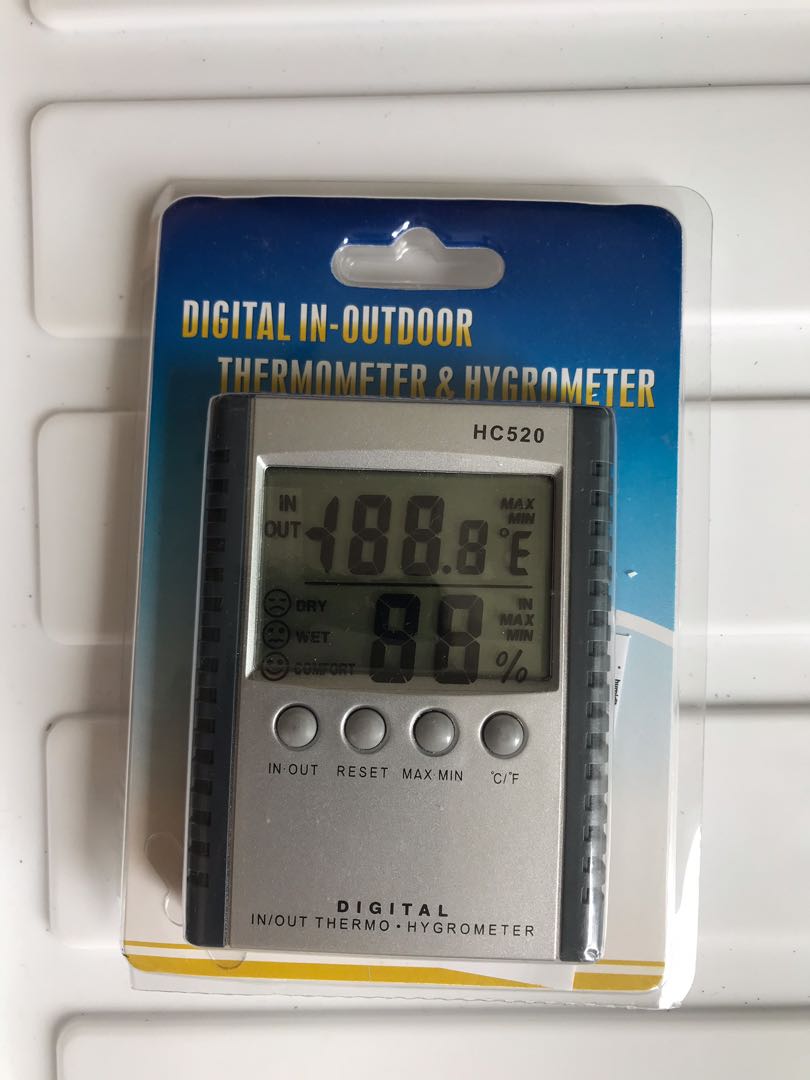 DIGITAL IN-OUTDOOR
THERMOMETER & HYGROMETER
HC520
IN
OUT
-188.8°E
MAX
MIN
DRY
WET
COMFORT
88
IN
MAX
MIN
%
IN·OUT RESET MAX·MIN °C/°F
DIGITAL
IN/OUT THERMO·HYGROMETER